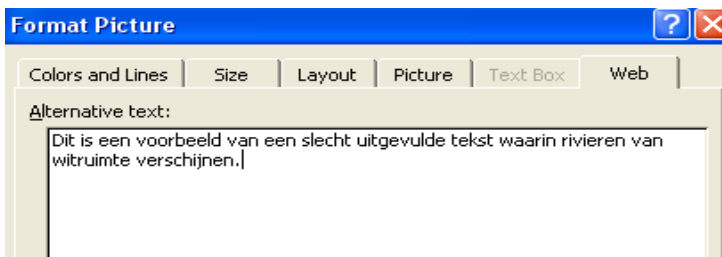 Format Picture
Colors and Lines Size Layout Picture Text Box Web
Alternative text:
Dit is een voorbeeld van een slecht uitgevulde tekst waarin rivieren van
witruimte verschijnen.